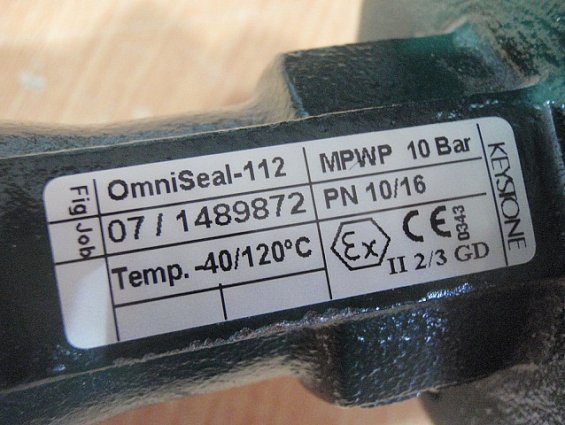 Fig OmniSeal-112
Job 07 / 1489872
Temp. -40/120°C
MPWP 10 Bar
PN 10/16
Ex CE 0343
II 2/3 GD
KEYSTONE